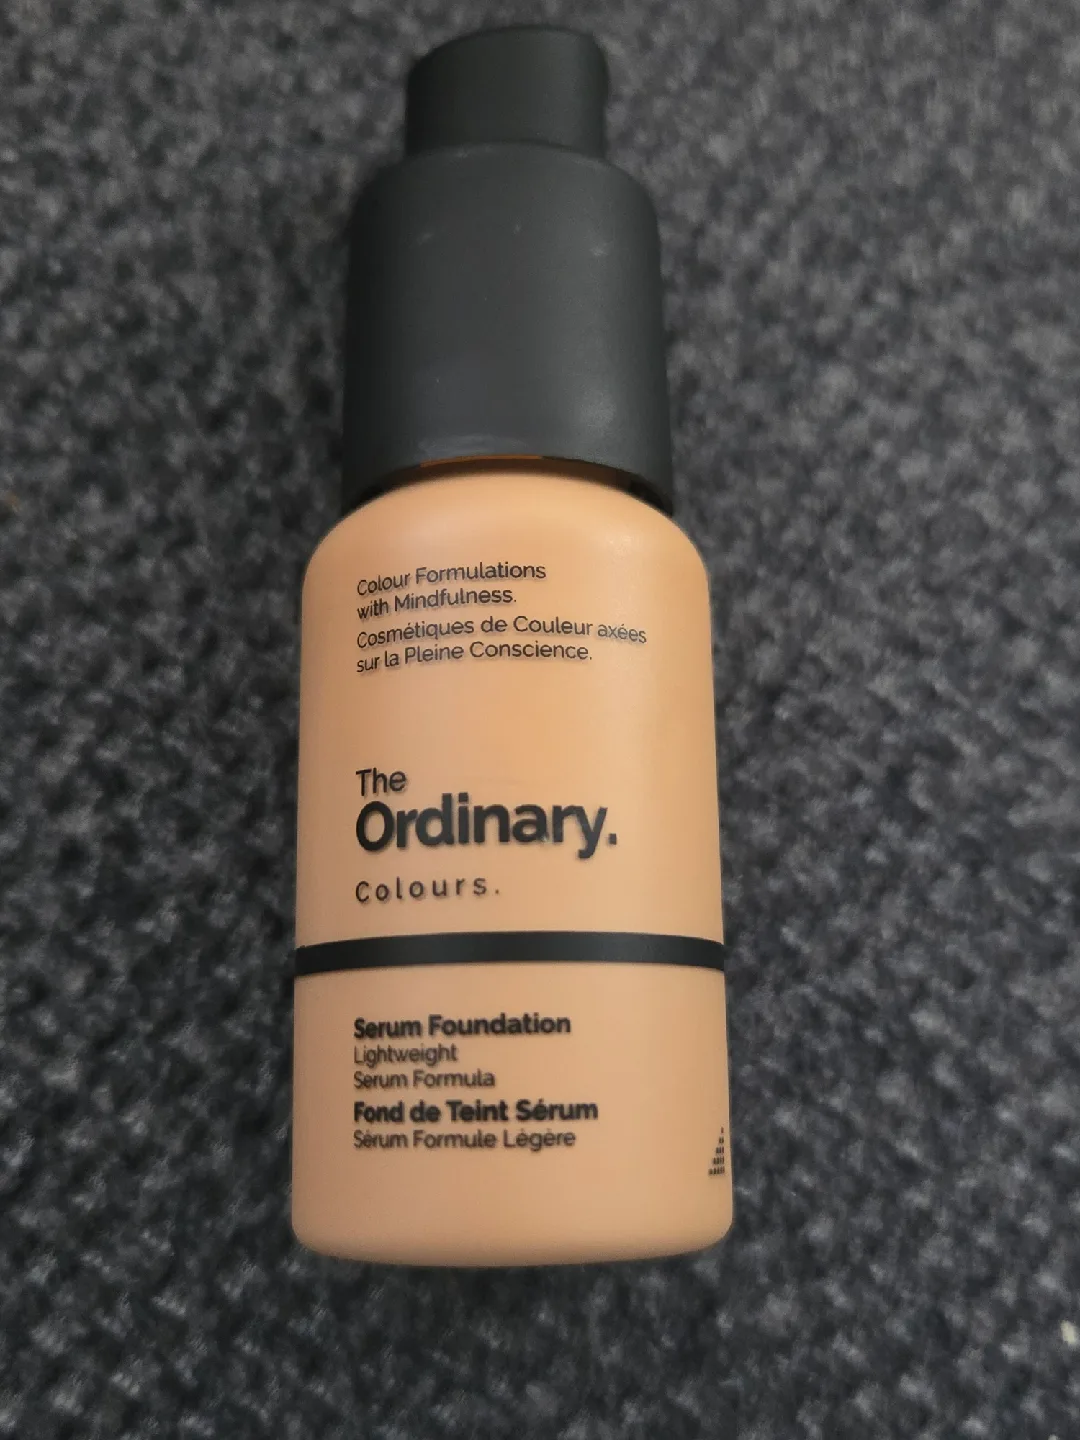 Colour Formulations
with Mindfulness.
Cosmétiques de Couleur axées
sur la Pleine Conscience.
The
Ordinary.
Colours.
Serum Foundation
Lightweight
Serum Formula
Fond de Teint Sérum
Sérum Formule Légère